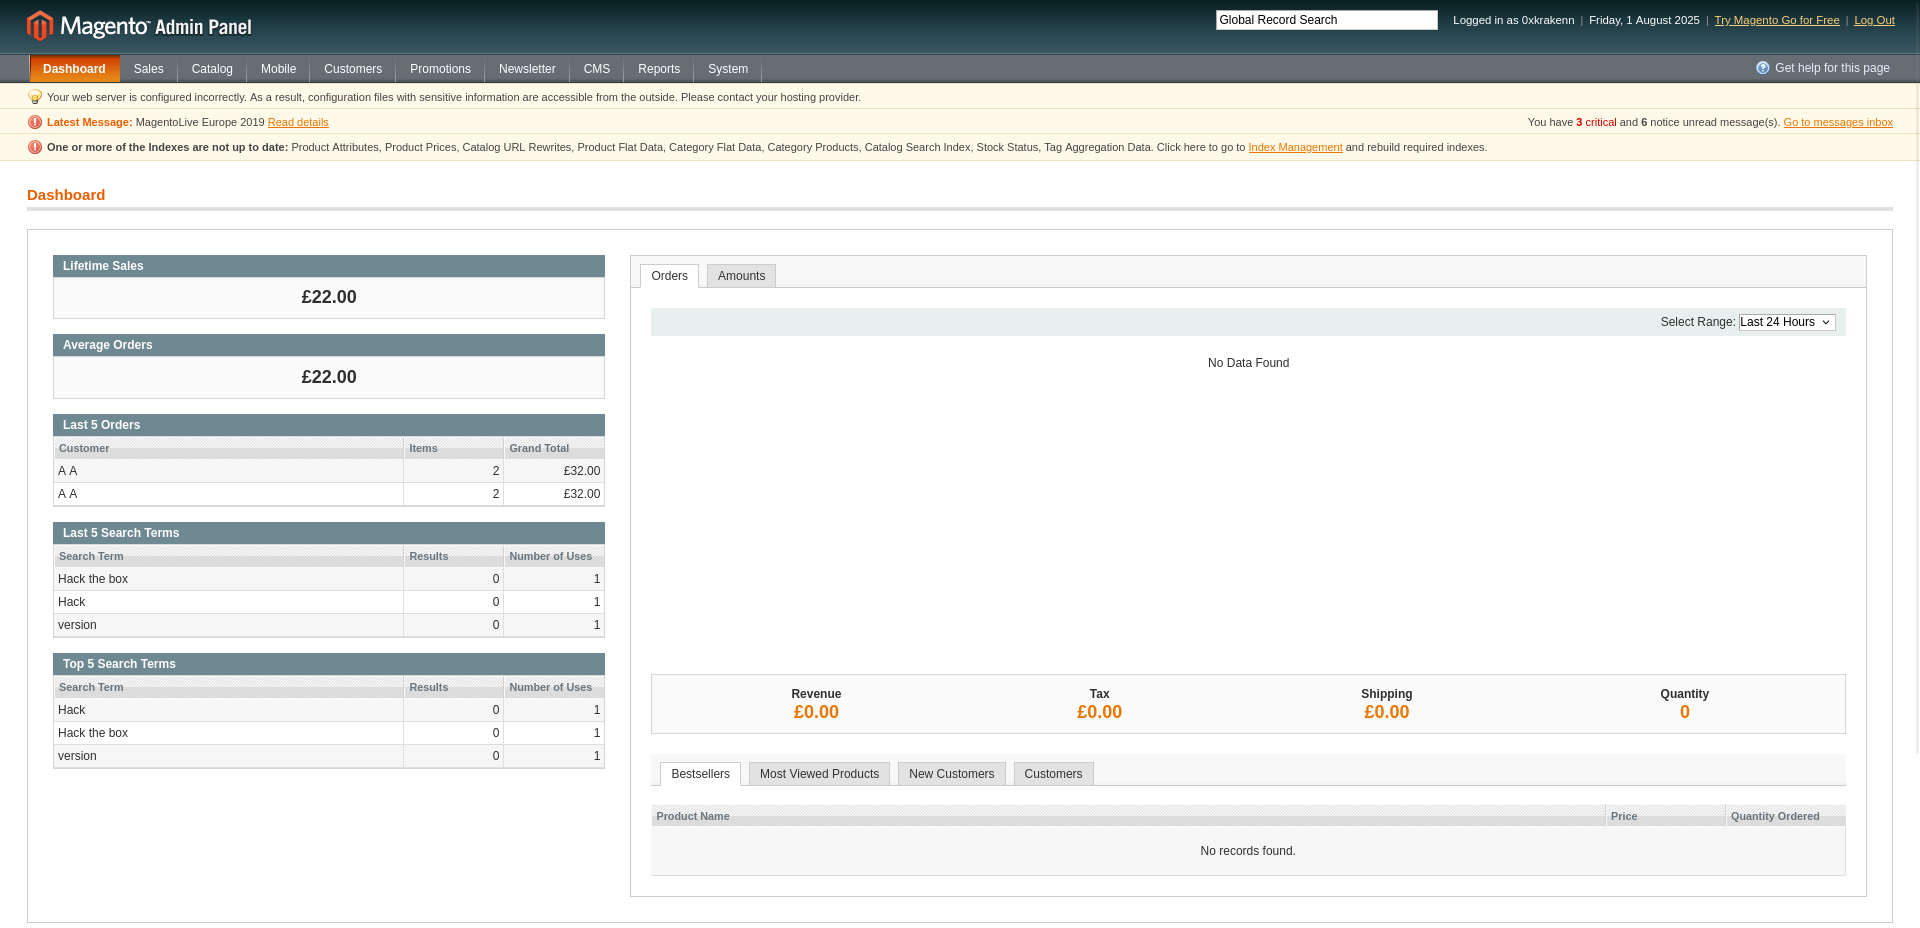 Magento™ Admin Panel
Global Record Search
Logged in as 0xkrakenn | Friday, 1 August 2025 | Try Magento Go for Free | Log Out
Dashboard Sales Catalog Mobile Customers Promotions Newsletter CMS Reports System
Get help for this page
Your web server is configured incorrectly. As a result, configuration files with sensitive information are accessible from the outside. Please contact your hosting provider.
Latest Message: MagentoLive Europe 2019 Read details
You have 3 critical and 6 notice unread message(s). Go to messages inbox
One or more of the Indexes are not up to date: Product Attributes, Product Prices, Catalog URL Rewrites, Product Flat Data, Category Flat Data, Category Products, Catalog Search Index, Stock Status, Tag Aggregation Data. Click here to go to Index Management and rebuild required indexes.
Dashboard
Lifetime Sales
£22.00
Average Orders
£22.00
Last 5 Orders
Customer Items Grand Total
A A 2 £32.00
A A 2 £32.00
Last 5 Search Terms
Search Term Results Number of Uses
Hack the box 0 1
Hack 0 1
version 0 1
Top 5 Search Terms
Search Term Results Number of Uses
Hack 0 1
Hack the box 0 1
version 0 1
Orders Amounts
Select Range: Last 24 Hours
No Data Found
Revenue Tax Shipping Quantity
£0.00 £0.00 £0.00 0
Bestsellers Most Viewed Products New Customers Customers
Product Name Price Quantity Ordered
No records found.